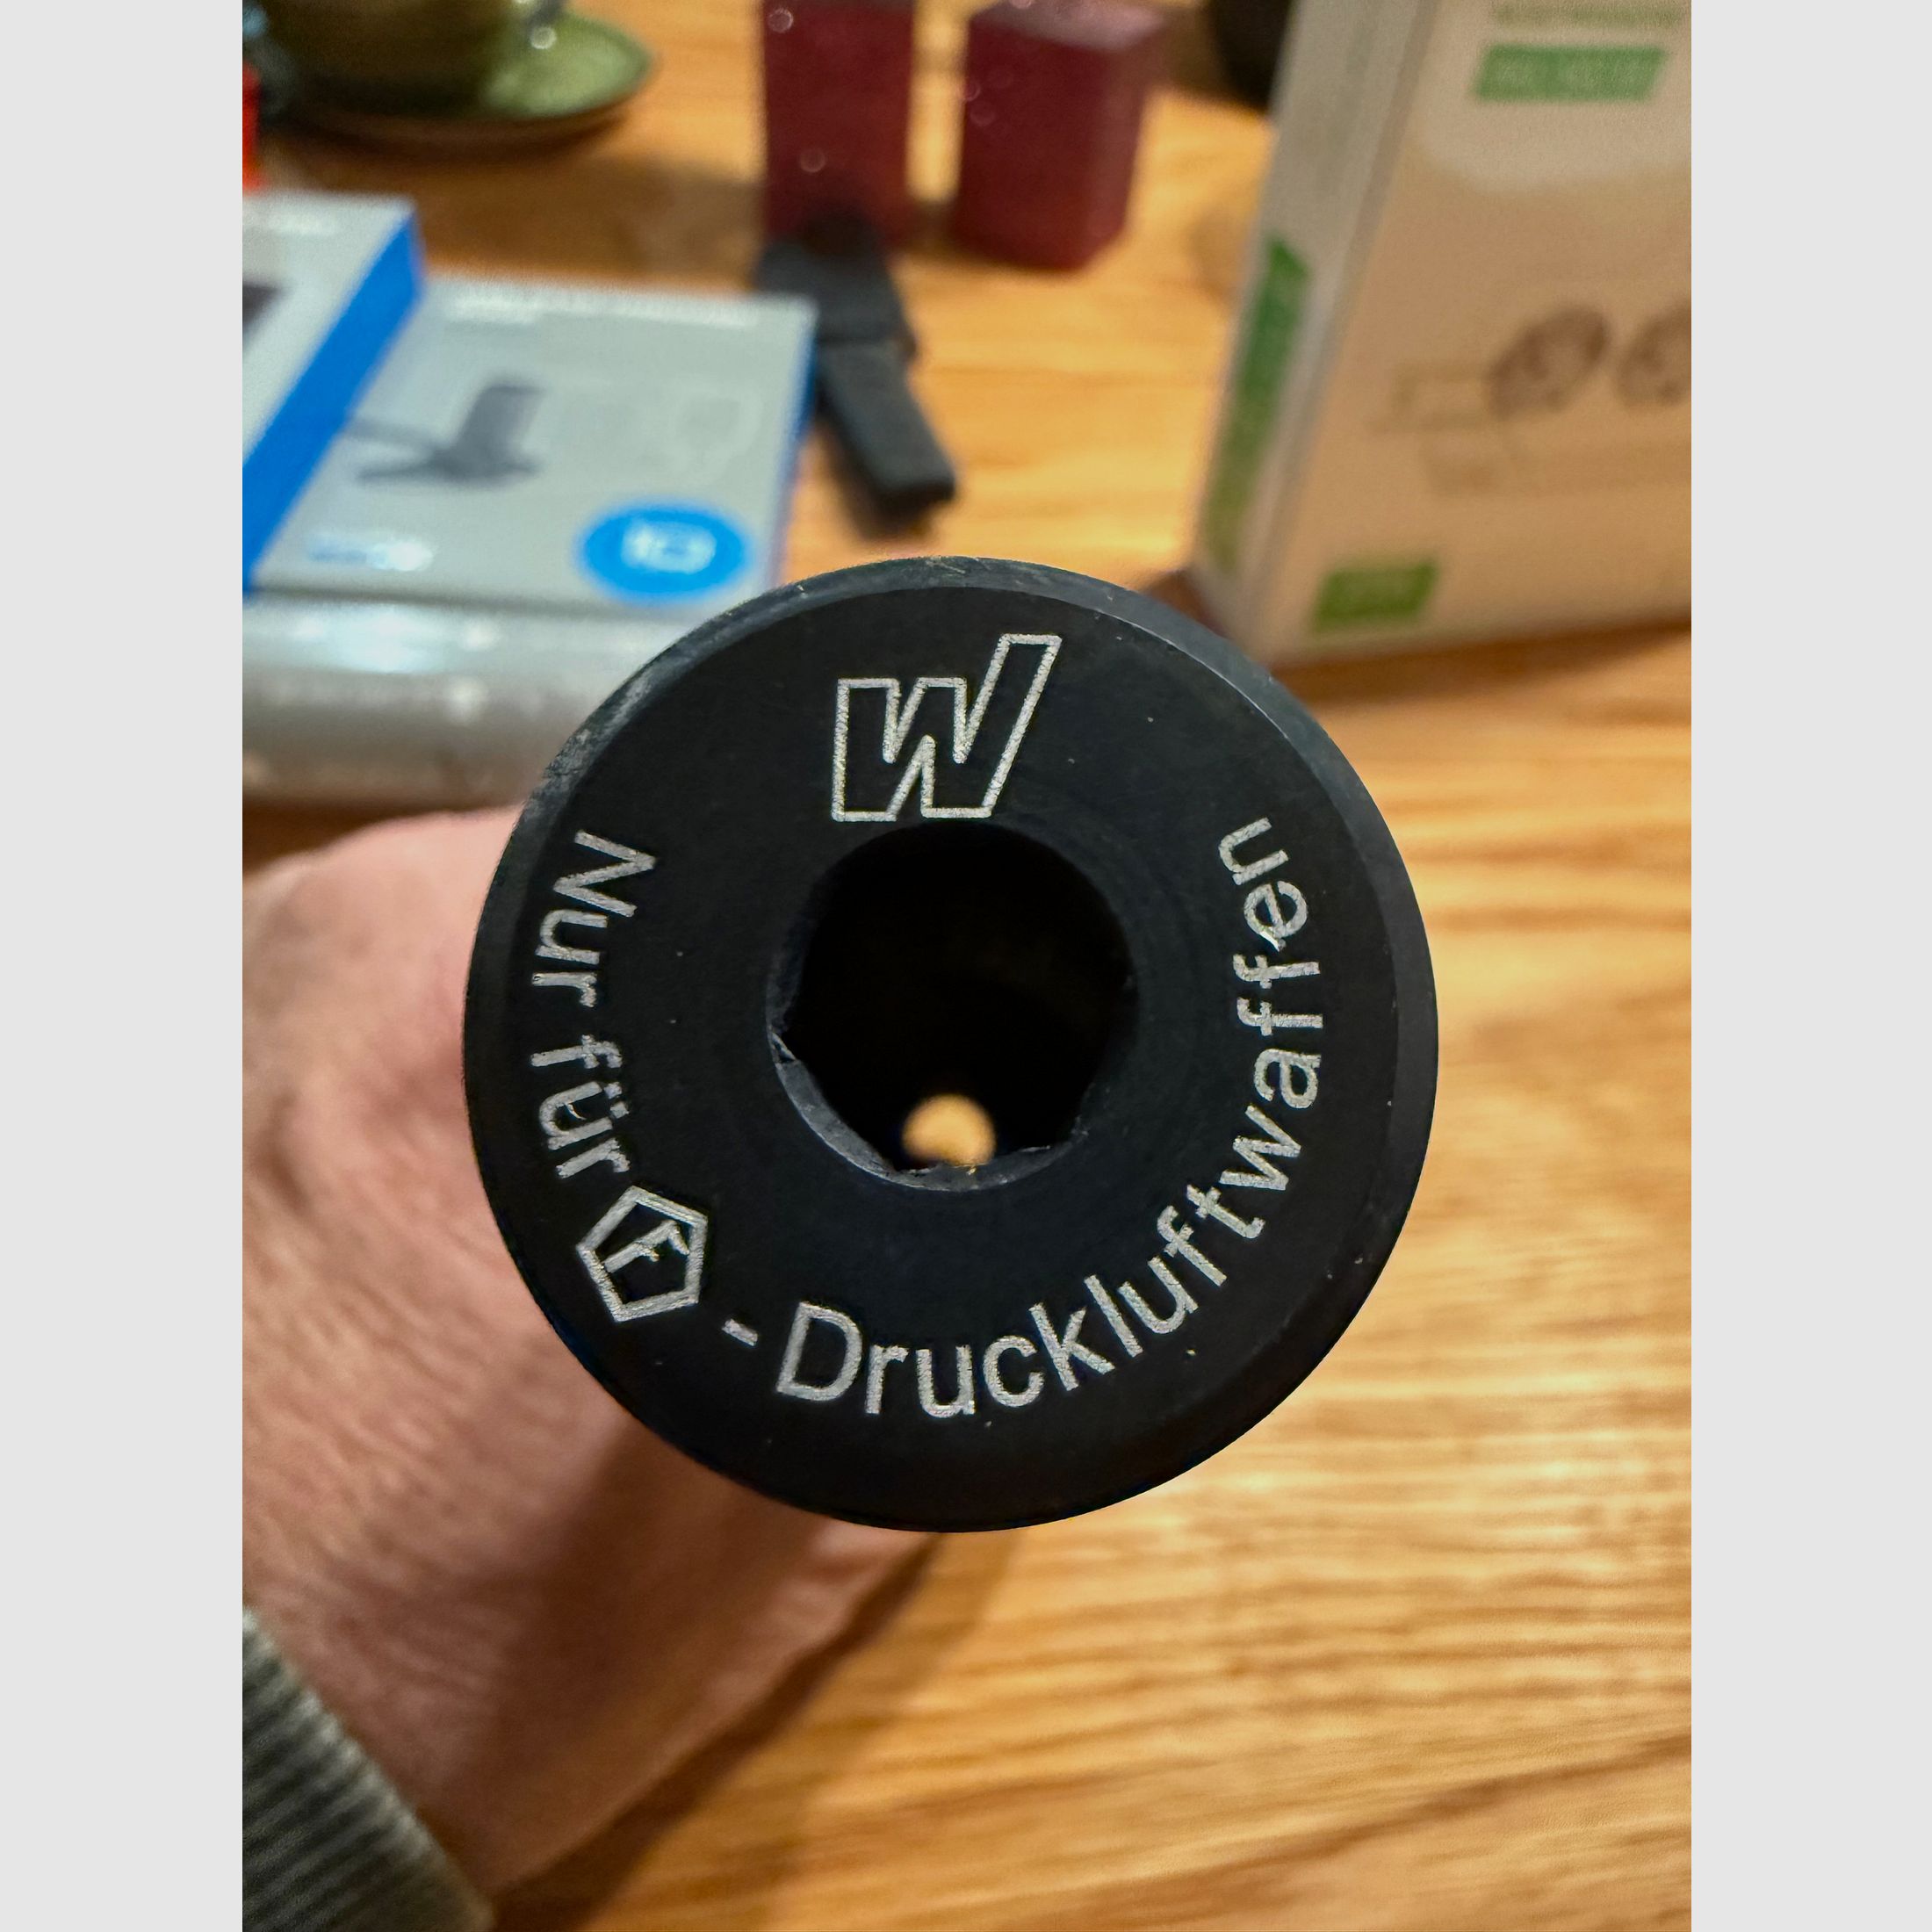 W
Nur für F - Druckluftwaffen